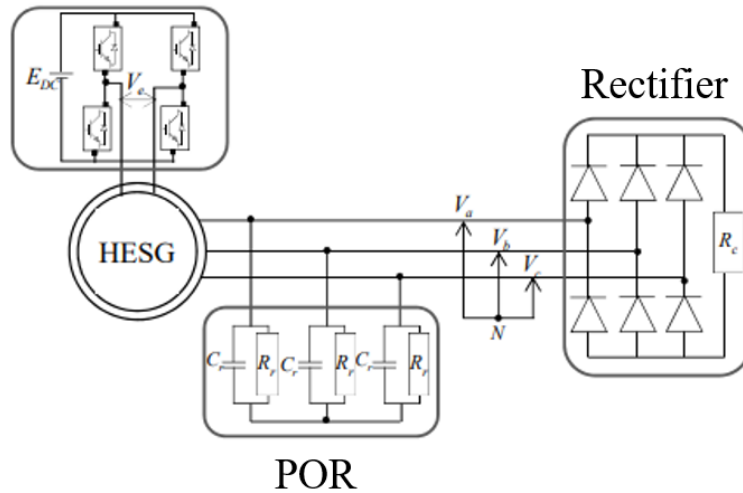 E_DC
V_e
Rectifier
HESG
V_a
V_b
V_c
N
R_c
C_r R_r C_r R_r C_r R_r
POR